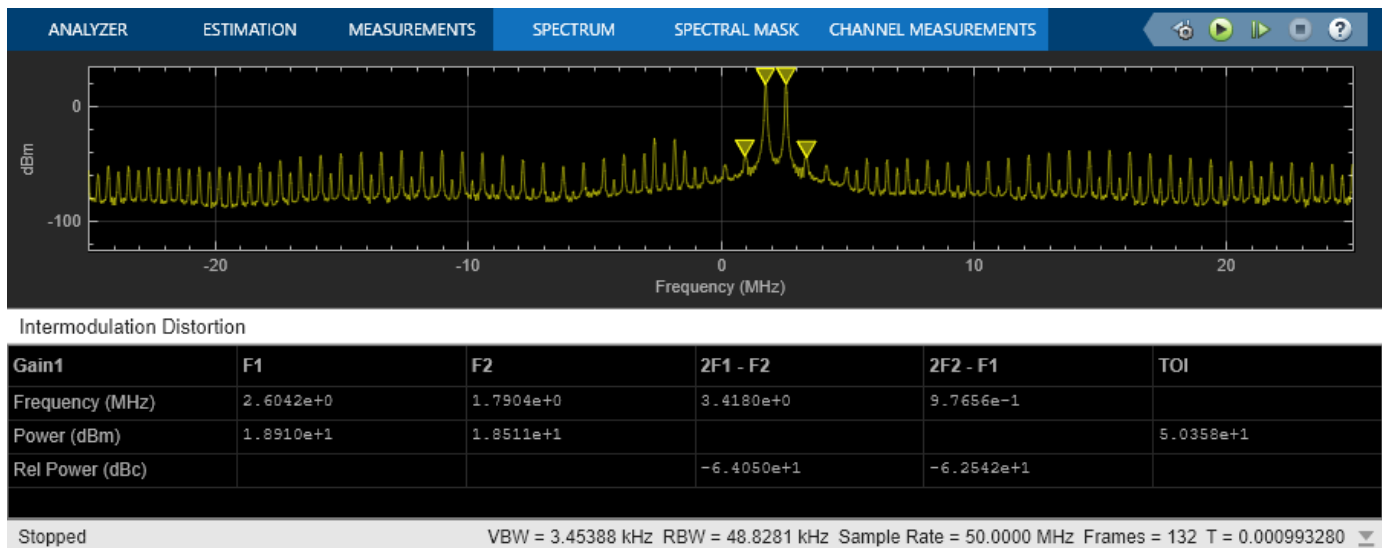 ANALYZER ESTIMATION MEASUREMENTS SPECTRUM SPECTRAL MASK CHANNEL MEASUREMENTS ?
0
dBm
-100
-20 -10 0 10 20
Frequency (MHz)
Intermodulation Distortion
Gain1 F1 F2 2F1 - F2 2F2 - F1 TOI
Frequency (MHz) 2.6042e+0 1.7904e+0 3.4180e+0 9.7656e-1
Power (dBm) 1.8910e+1 1.8511e+1 5.0358e+1
Rel Power (dBc) -6.4050e+1 -6.2542e+1
Stopped VBW = 3.45388 kHz RBW = 48.8281 kHz Sample Rate = 50.0000 MHz Frames = 132 T = 0.000993280